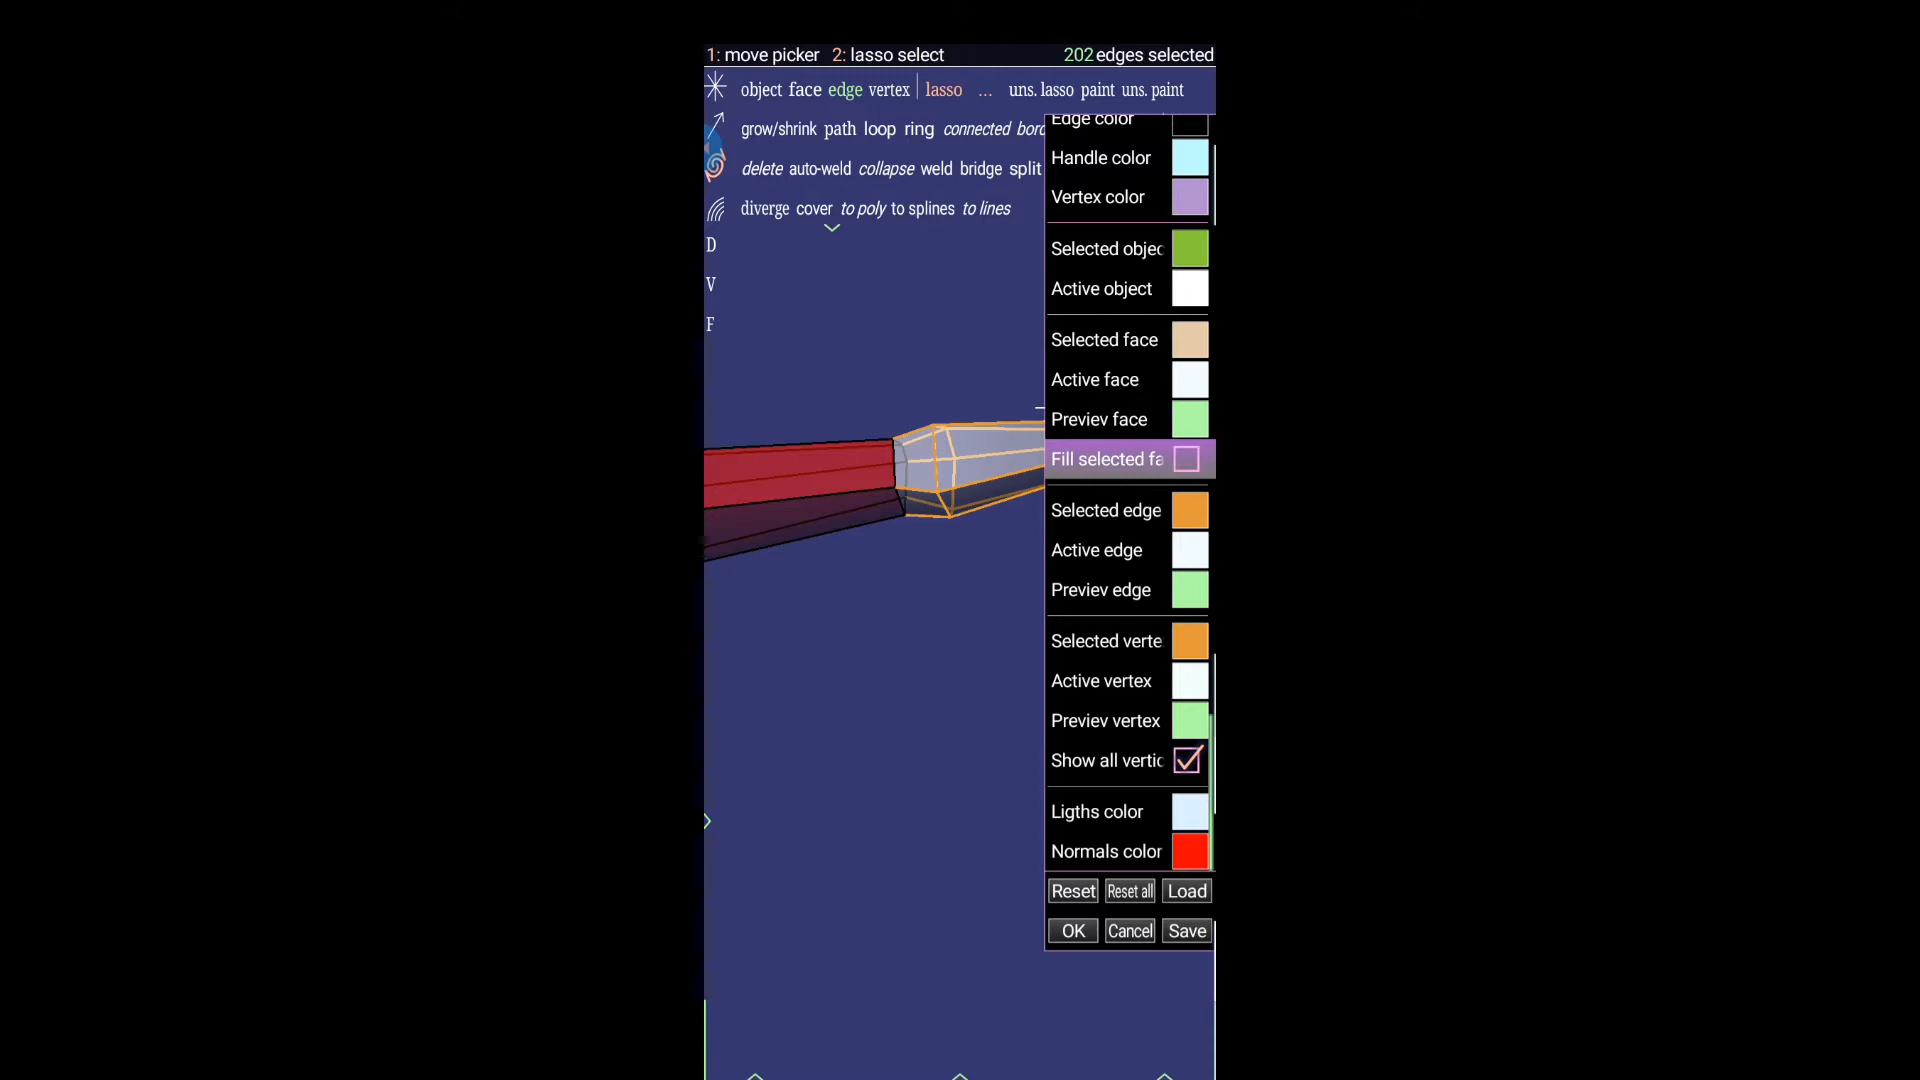 1: move picker 2: lasso select 202 edges selected
object face edge vertex lasso ... uns. lasso paint uns. paint
grow/shrink path loop ring connected bord
delete auto-weld collapse weld bridge split
diverge cover to poly to splines to lines
D
V
F
Edge color
Handle color
Vertex color
Selected objec
Active object
Selected face
Active face
Previev face
Fill selected fa
Selected edge
Active edge
Previev edge
Selected verte
Active vertex
Previev vertex
Show all vertic
Ligths color
Normals color
Reset Reset all Load
OK Cancel Save